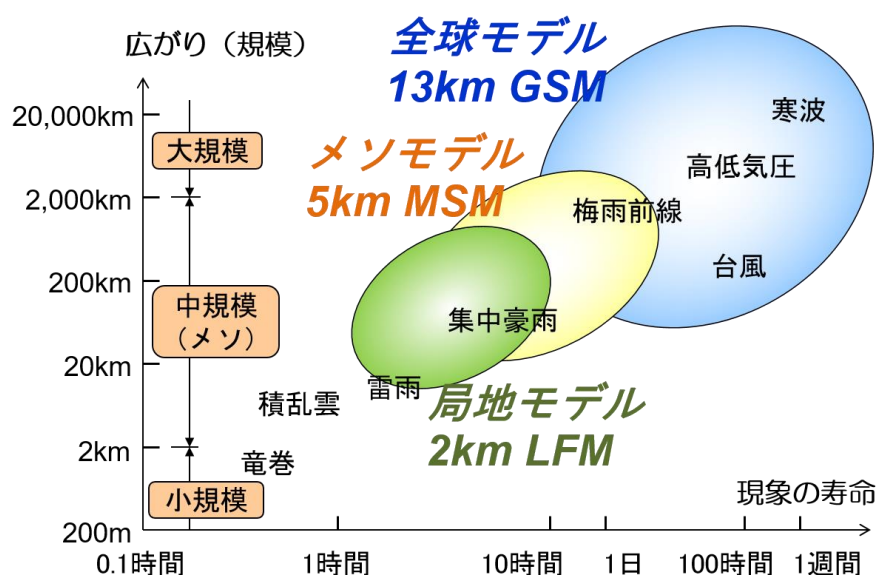 広がり（規模）
全球モデル
13km GSM
20,000km
寒波
大規模
メソモデル
高低気圧
2,000km
5km MSM
梅雨前線
台風
200km
中規模
（メソ）
集中豪雨
20km
雷雨
積乱雲
局地モデル
2km
竜巻
2km LFM
小規模
現象の寿命
200m
0.1時間
1時間
10時間
1日
100時間
1週間